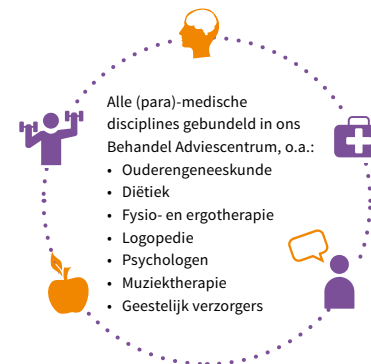 Alle (para)-medische
disciplines gebundeld in ons
Behandel Adviescentrum, o.a.:
• Ouderengeneeskunde
• Diëtiek
• Fysio- en ergotherapie
• Logopedie
• Psychologen
• Muziektherapie
• Geestelijk verzorgers